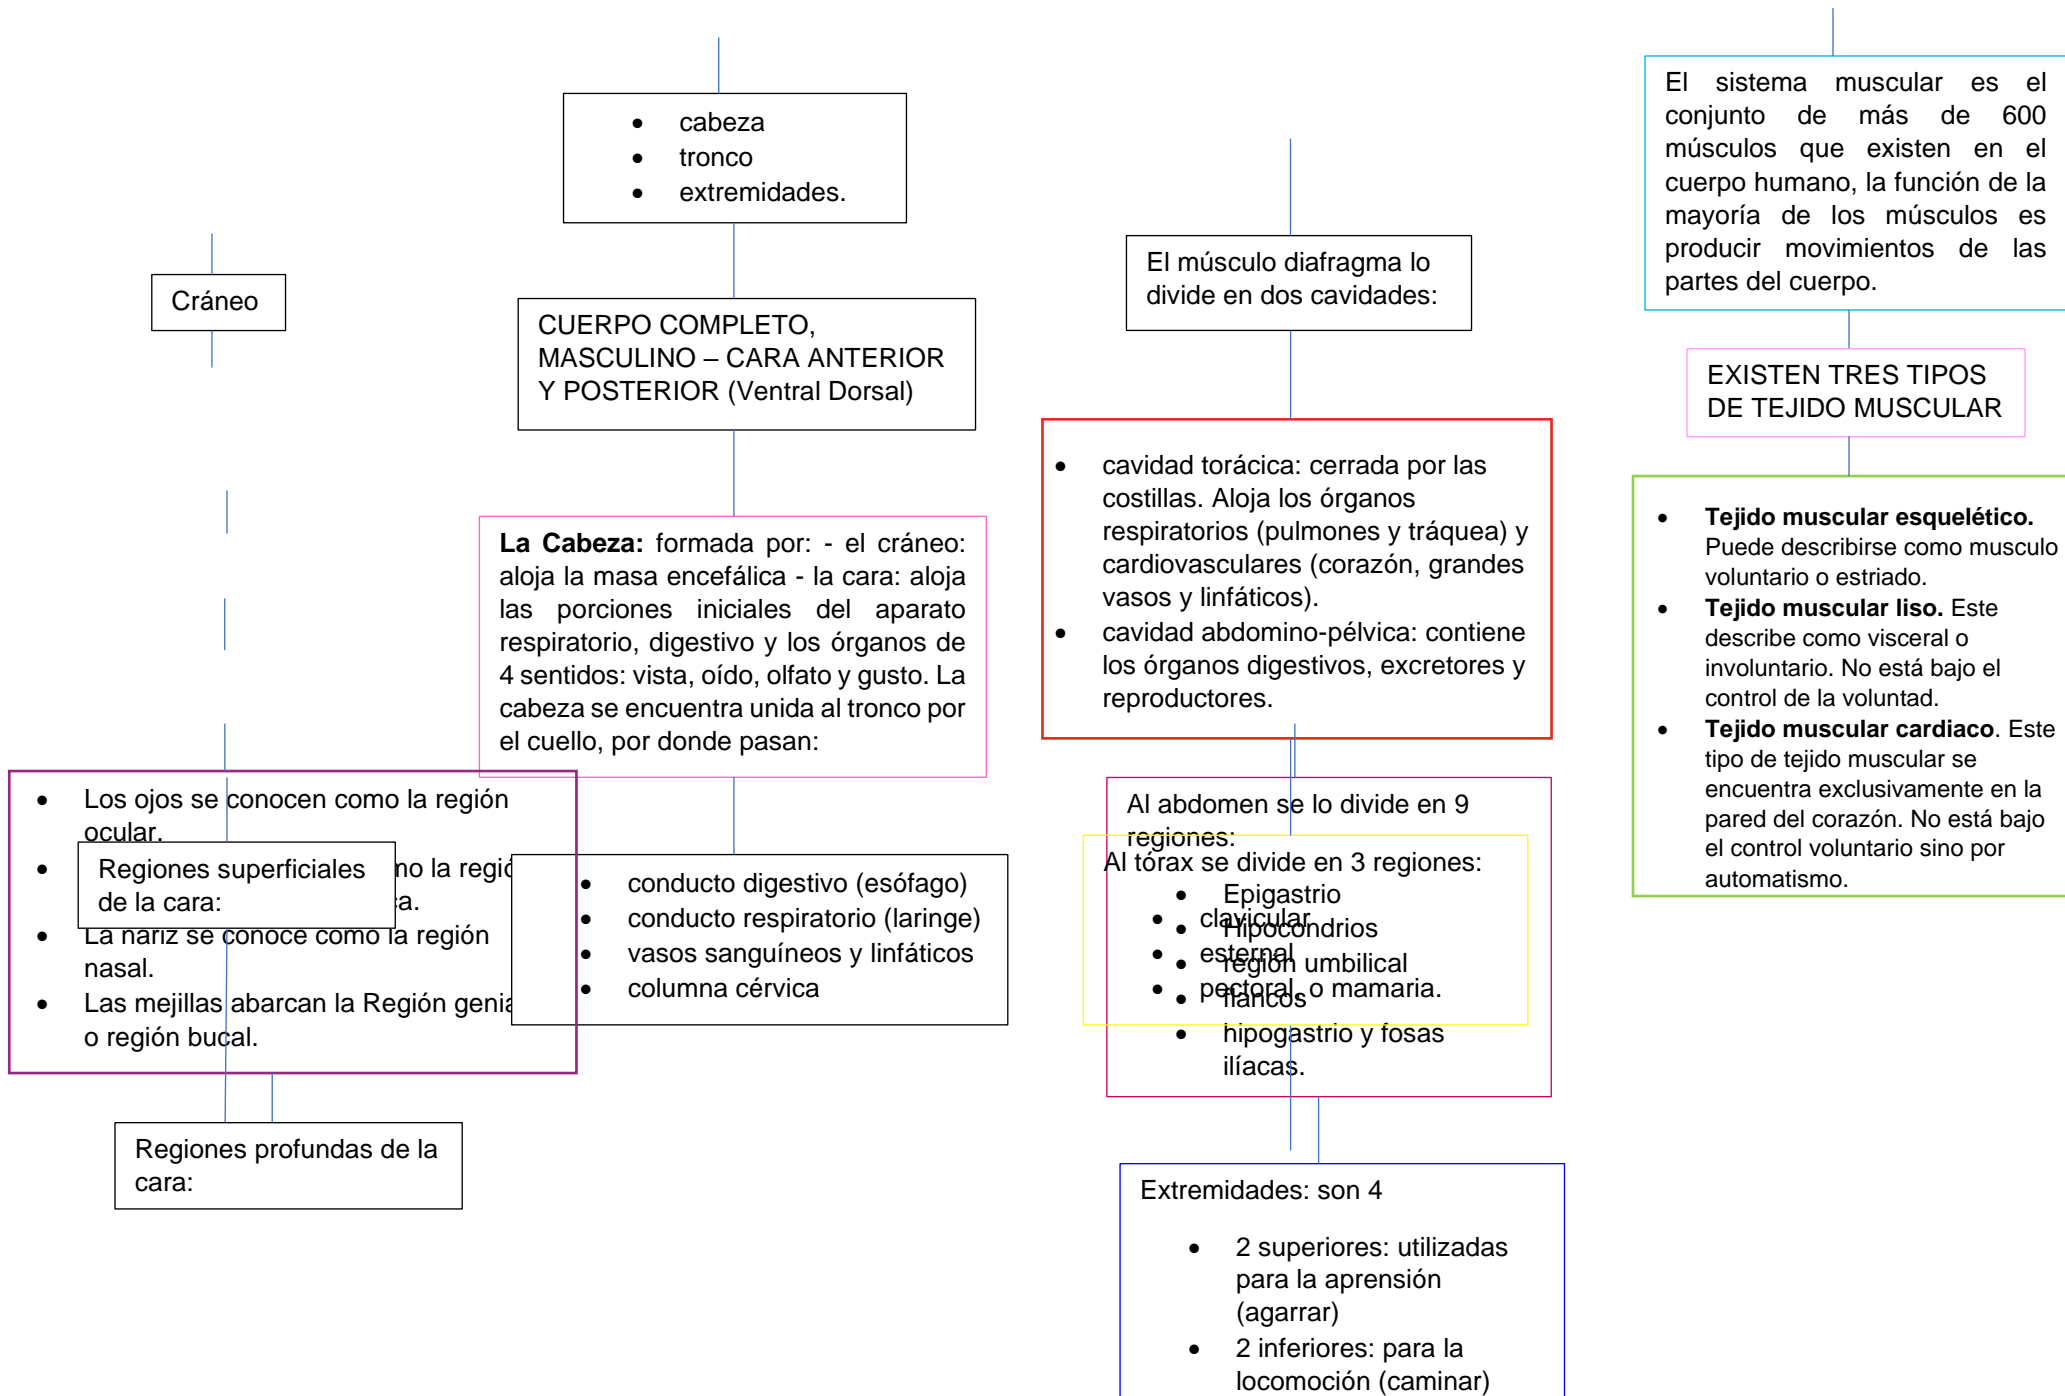 Cráneo
• Los ojos se conocen como la región
ocular.
Regiones superficiales
de la cara:
• La nariz se conoce como la región
nasal.
• Las mejillas abarcan la Región
o región bucal.
Regiones profundas de la
cara:
• cabeza
• tronco
• extremidades.
CUERPO COMPLETO,
MASCULINO – CARA ANTERIOR
Y POSTERIOR (Ventral Dorsal)
La Cabeza: formada por: - el cráneo:
aloja la masa encefálica - la cara: aloja
las porciones iniciales del aparato
respiratorio, digestivo y los órganos de
4 sentidos: vista, oído, olfato y gusto. La
cabeza se encuentra unida al tronco por
el cuello, por donde pasan:
• conducto digestivo (esófago)
• conducto respiratorio (laringe)
• vasos sanguíneos y linfáticos
• columna cérvica
El músculo diafragma lo
divide en dos cavidades:
• cavidad torácica: cerrada por las
costillas. Aloja los órganos
respiratorios (pulmones y tráquea) y
cardiovasculares (corazón, grandes
vasos y linfáticos).
• cavidad abdomino-pélvica: contiene
los órganos digestivos, excretores y
reproductores.
Al abdomen se lo divide en 9
regiones:
• Epigastrio
• Hipocondrios
• región umbilical
• flancos
• hipogastrio y fosas
ilíacas.
Al tórax se divide en 3 regiones:
• clavicular
• esternal
• pectoral, o mamaria.
Extremidades: son 4
• 2 superiores: utilizadas
para la aprensión
(agarrar)
• 2 inferiores: para la
locomoción (caminar)
El sistema muscular es el
conjunto de más de 600
músculos que existen en el
cuerpo humano, la función de la
mayoría de los músculos es
producir movimientos de las
partes del cuerpo.
EXISTEN TRES TIPOS
DE TEJIDO MUSCULAR
• Tejido muscular esquelético.
Puede describirse como musculo
voluntario o estriado.
• Tejido muscular liso. Este
describe como visceral o
involuntario. No está bajo el
control de la voluntad.
• Tejido muscular cardiaco. Este
tipo de tejido muscular se
encuentra exclusivamente en la
pared del corazón. No está bajo
el control voluntario sino por
automatismo.